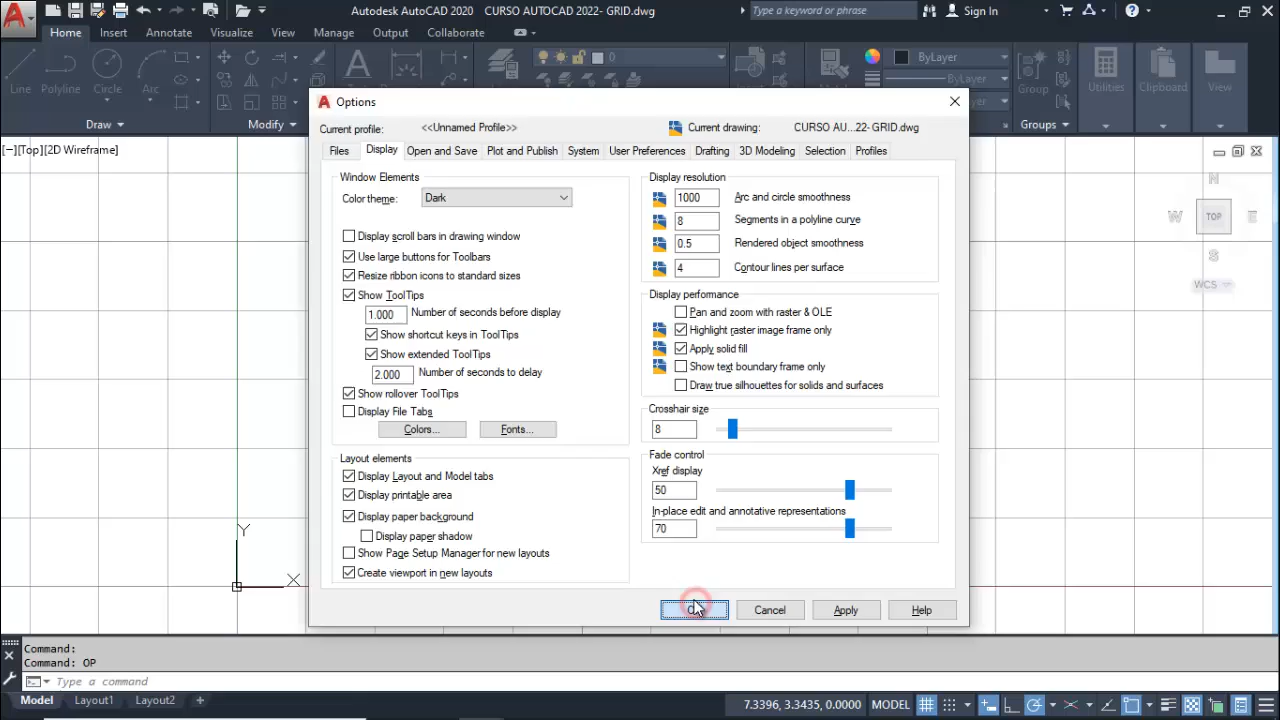 Autodesk AutoCAD 2020 CURSO AUTOCAD 2022- GRID.dwg
Type a keyword or phrase
Sign In
Home Insert Annotate Visualize View Manage Output Collaborate
ByLayer
0
Line Polyline Circle Arc
ByLayer
Group
Utilities Clipboard View
Draw Modify
Groups
Options
Current profile: <<Unnamed Profile>> Current drawing: CURSO AU...22- GRID.dwg
Files Display Open and Save Plot and Publish System User Preferences Drafting 3D Modeling Selection Profiles
[−][Top][2D Wireframe]
Window Elements
Color theme: Dark
Display scroll bars in drawing window
Use large buttons for Toolbars
Resize ribbon icons to standard sizes
Show ToolTips
1.000 Number of seconds before display
Show shortcut keys in ToolTips
Show extended ToolTips
2.000 Number of seconds to delay
Show rollover ToolTips
Display File Tabs
Colors... Fonts...
Layout elements
Display Layout and Model tabs
Display printable area
Display paper background
Display paper shadow
Show Page Setup Manager for new layouts
Create viewport in new layouts
Display resolution
1000 Arc and circle smoothness
8 Segments in a polyline curve
0.5 Rendered object smoothness
4 Contour lines per surface
Display performance
Pan and zoom with raster & OLE
Highlight raster image frame only
Apply solid fill
Show text boundary frame only
Draw true silhouettes for solids and surfaces
Crosshair size
8
Fade control
Xref display
50
In-place edit and annotative representations
70
Cancel Apply Help
N
W TOP E
S
WCS
Y
X
Command:
Command: OP
Type a command
Model Layout1 Layout2 +
7.3396, 3.3435, 0.0000 MODEL